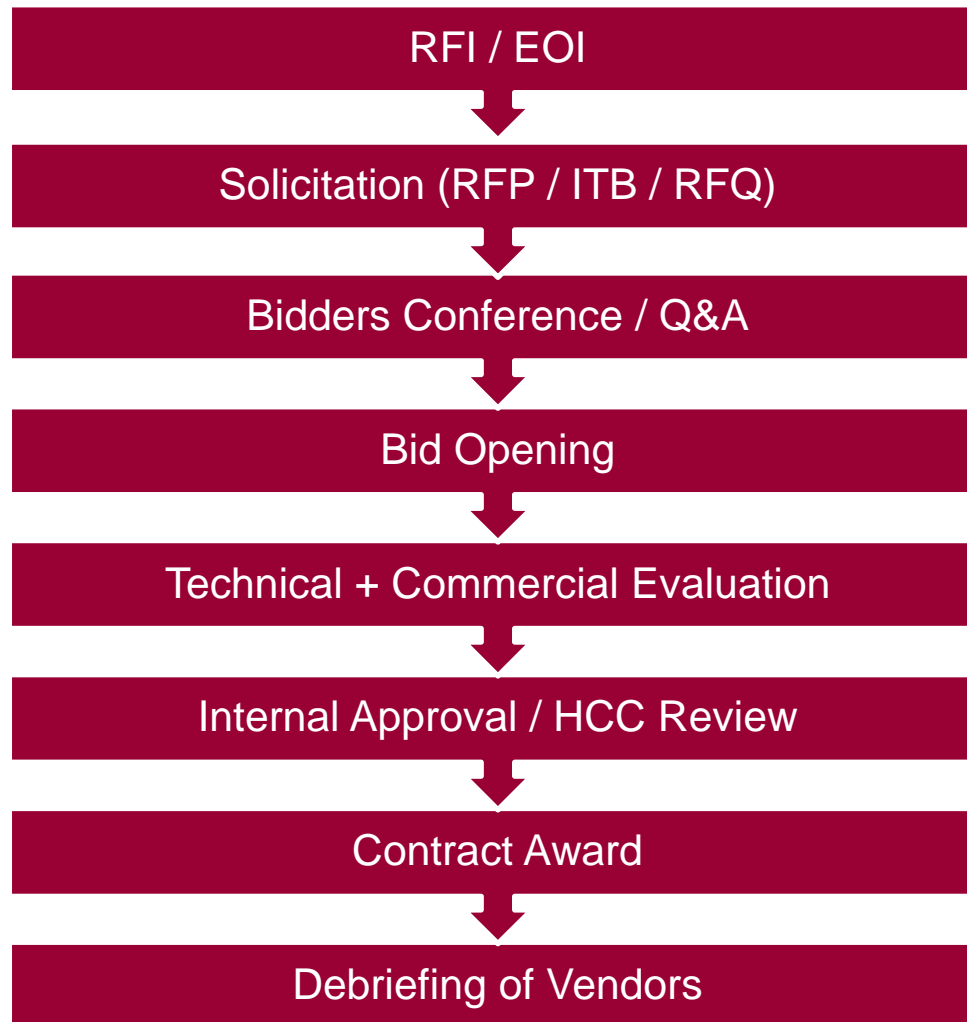 RFI / EOI
Solicitation (RFP / ITB / RFQ)
Bidders Conference / Q&A
Bid Opening
Technical + Commercial Evaluation
Internal Approval / HCC Review
Contract Award
Debriefing of Vendors